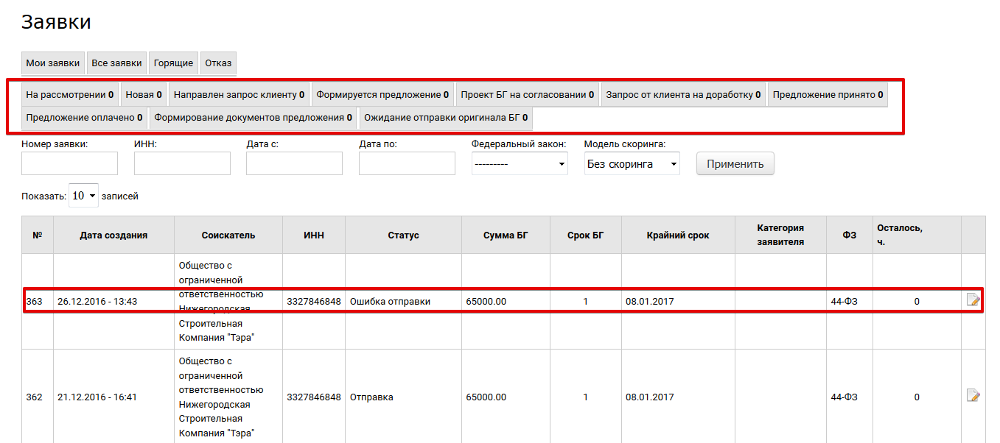 Заявки
Мои заявки Все заявки Горящие Отказ
На рассмотрении 0 Новая 0 Направлен запрос клиенту 0 Формируется предложение 0 Проект БГ на согласовании 0 Запрос от клиента на доработку 0 Предложение принято 0
Предложение оплачено 0 Формирование документов предложения 0 Ожидание отправки оригинала БГ 0
Номер заявки: ИНН: Дата с: Дата по: Федеральный закон: Модель скоринга:
--------- Без скоринга Применить
Показать: 10 записей
№ Дата создания Соискатель ИНН Статус Сумма БГ Срок БГ Крайний срок Категория заявителя ФЗ Осталось, ч.
Общество с
ограниченной
ответственностью
363 26.12.2016 - 13:43 Нижегородская 3327846848 Ошибка отправки 65000.00 1 08.01.2017 44-ФЗ 0
Строительная
Компания "Тэра"
Общество с
ограниченной
ответственностью
362 21.12.2016 - 16:41 Нижегородская 3327846848 Отправка 65000.00 1 08.01.2017 44-ФЗ 0
Строительная
Компания "Тэра"